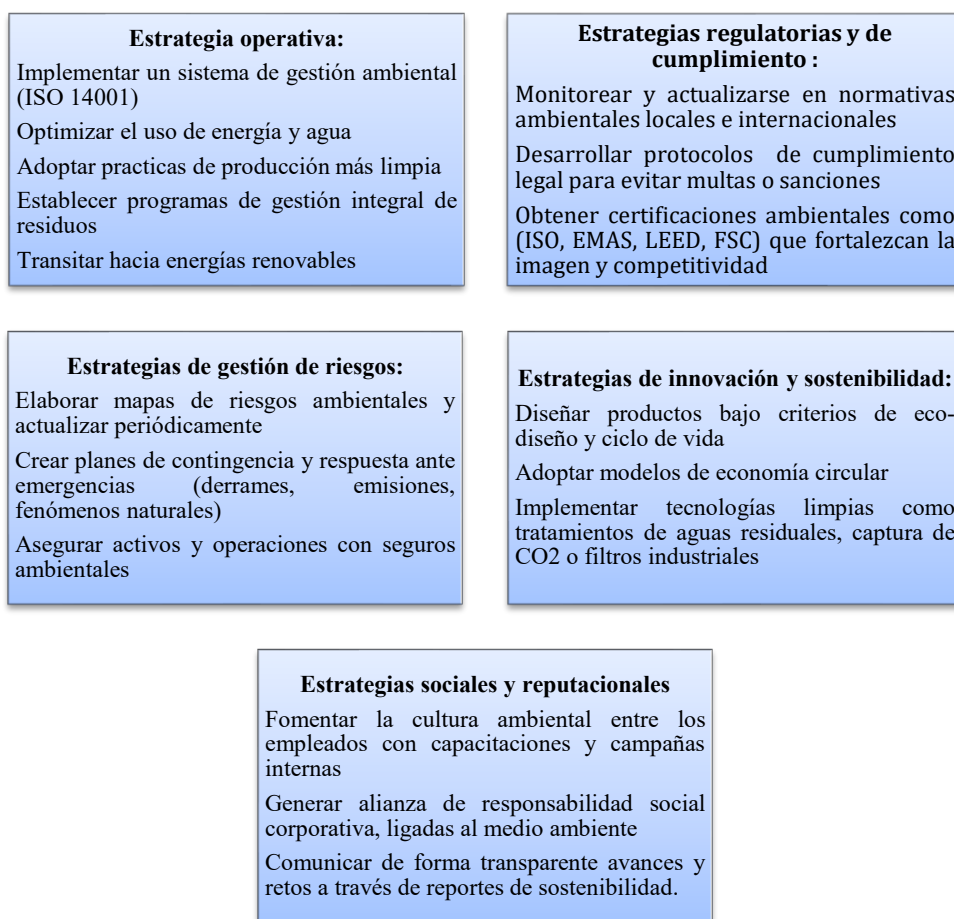 Estrategia operativa:
Implementar un sistema de gestión ambiental
(ISO 14001)
Optimizar el uso de energía y agua
Adoptar practicas de producción más limpia
Establecer programas de gestión integral de
residuos
Transitar hacia energías renovables
Estrategias regulatorias y de
cumplimiento :
Monitorear y actualizarse en normativas
ambientales locales e internacionales
Desarrollar protocolos de cumplimiento
legal para evitar multas o sanciones
Obtener certificaciones ambientales como
(ISO, EMAS, LEED, FSC) que fortalezcan la
imagen y competitividad
Estrategias de gestión de riesgos:
Elaborar mapas de riesgos ambientales y
actualizar periódicamente
Crear planes de contingencia y respuesta ante
emergencias (derrames, emisiones,
fenómenos naturales)
Asegurar activos y operaciones con seguros
ambientales
Estrategias de innovación y sostenibilidad:
Diseñar productos bajo criterios de eco-
diseño y ciclo de vida
Adoptar modelos de economía circular
Implementar tecnologías limpias como
tratamientos de aguas residuales, captura de
CO2 o filtros industriales
Estrategias sociales y reputacionales
Fomentar la cultura ambiental entre los
empleados con capacitaciones y campañas
internas
Generar alianza de responsabilidad social
corporativa, ligadas al medio ambiente
Comunicar de forma transparente avances y
retos a través de reportes de sostenibilidad.